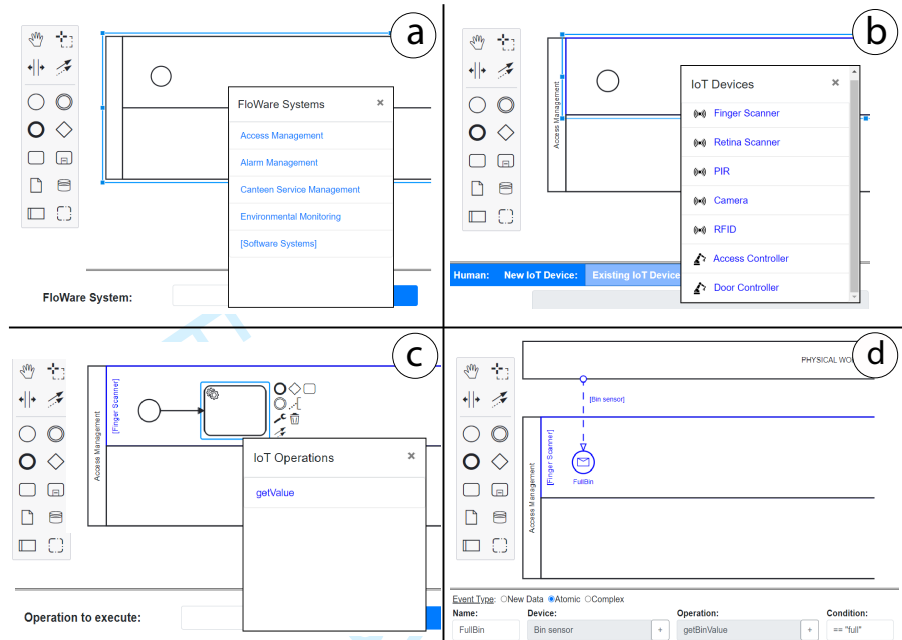 a
FloWare Systems ×
Access Management
Alarm Management
Canteen Service Management
Environmental Monitoring
[Software Systems]
FloWare System:
b
Access Management
IoT Devices ×
Finger Scanner
Retina Scanner
PIR
Camera
RFID
Access Controller
Door Controller
Human: New IoT Device: Existing IoT Device
c
Access Management
[Finger Scanner]
IoT Operations ×
getValue
Operation to execute:
d
PHYSICAL WO
[Bin sensor]
Access Management
[Finger Scanner]
FullBin
Event Type: New Data Atomic Complex
Name: Device: Operation: Condition:
FullBin Bin sensor + getBinValue + == "full"